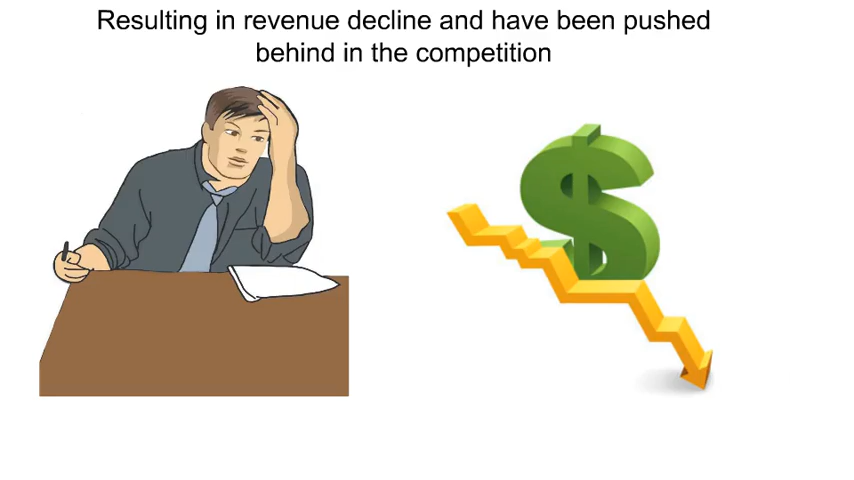 Resulting in revenue decline and have been pushed
behind in the competition